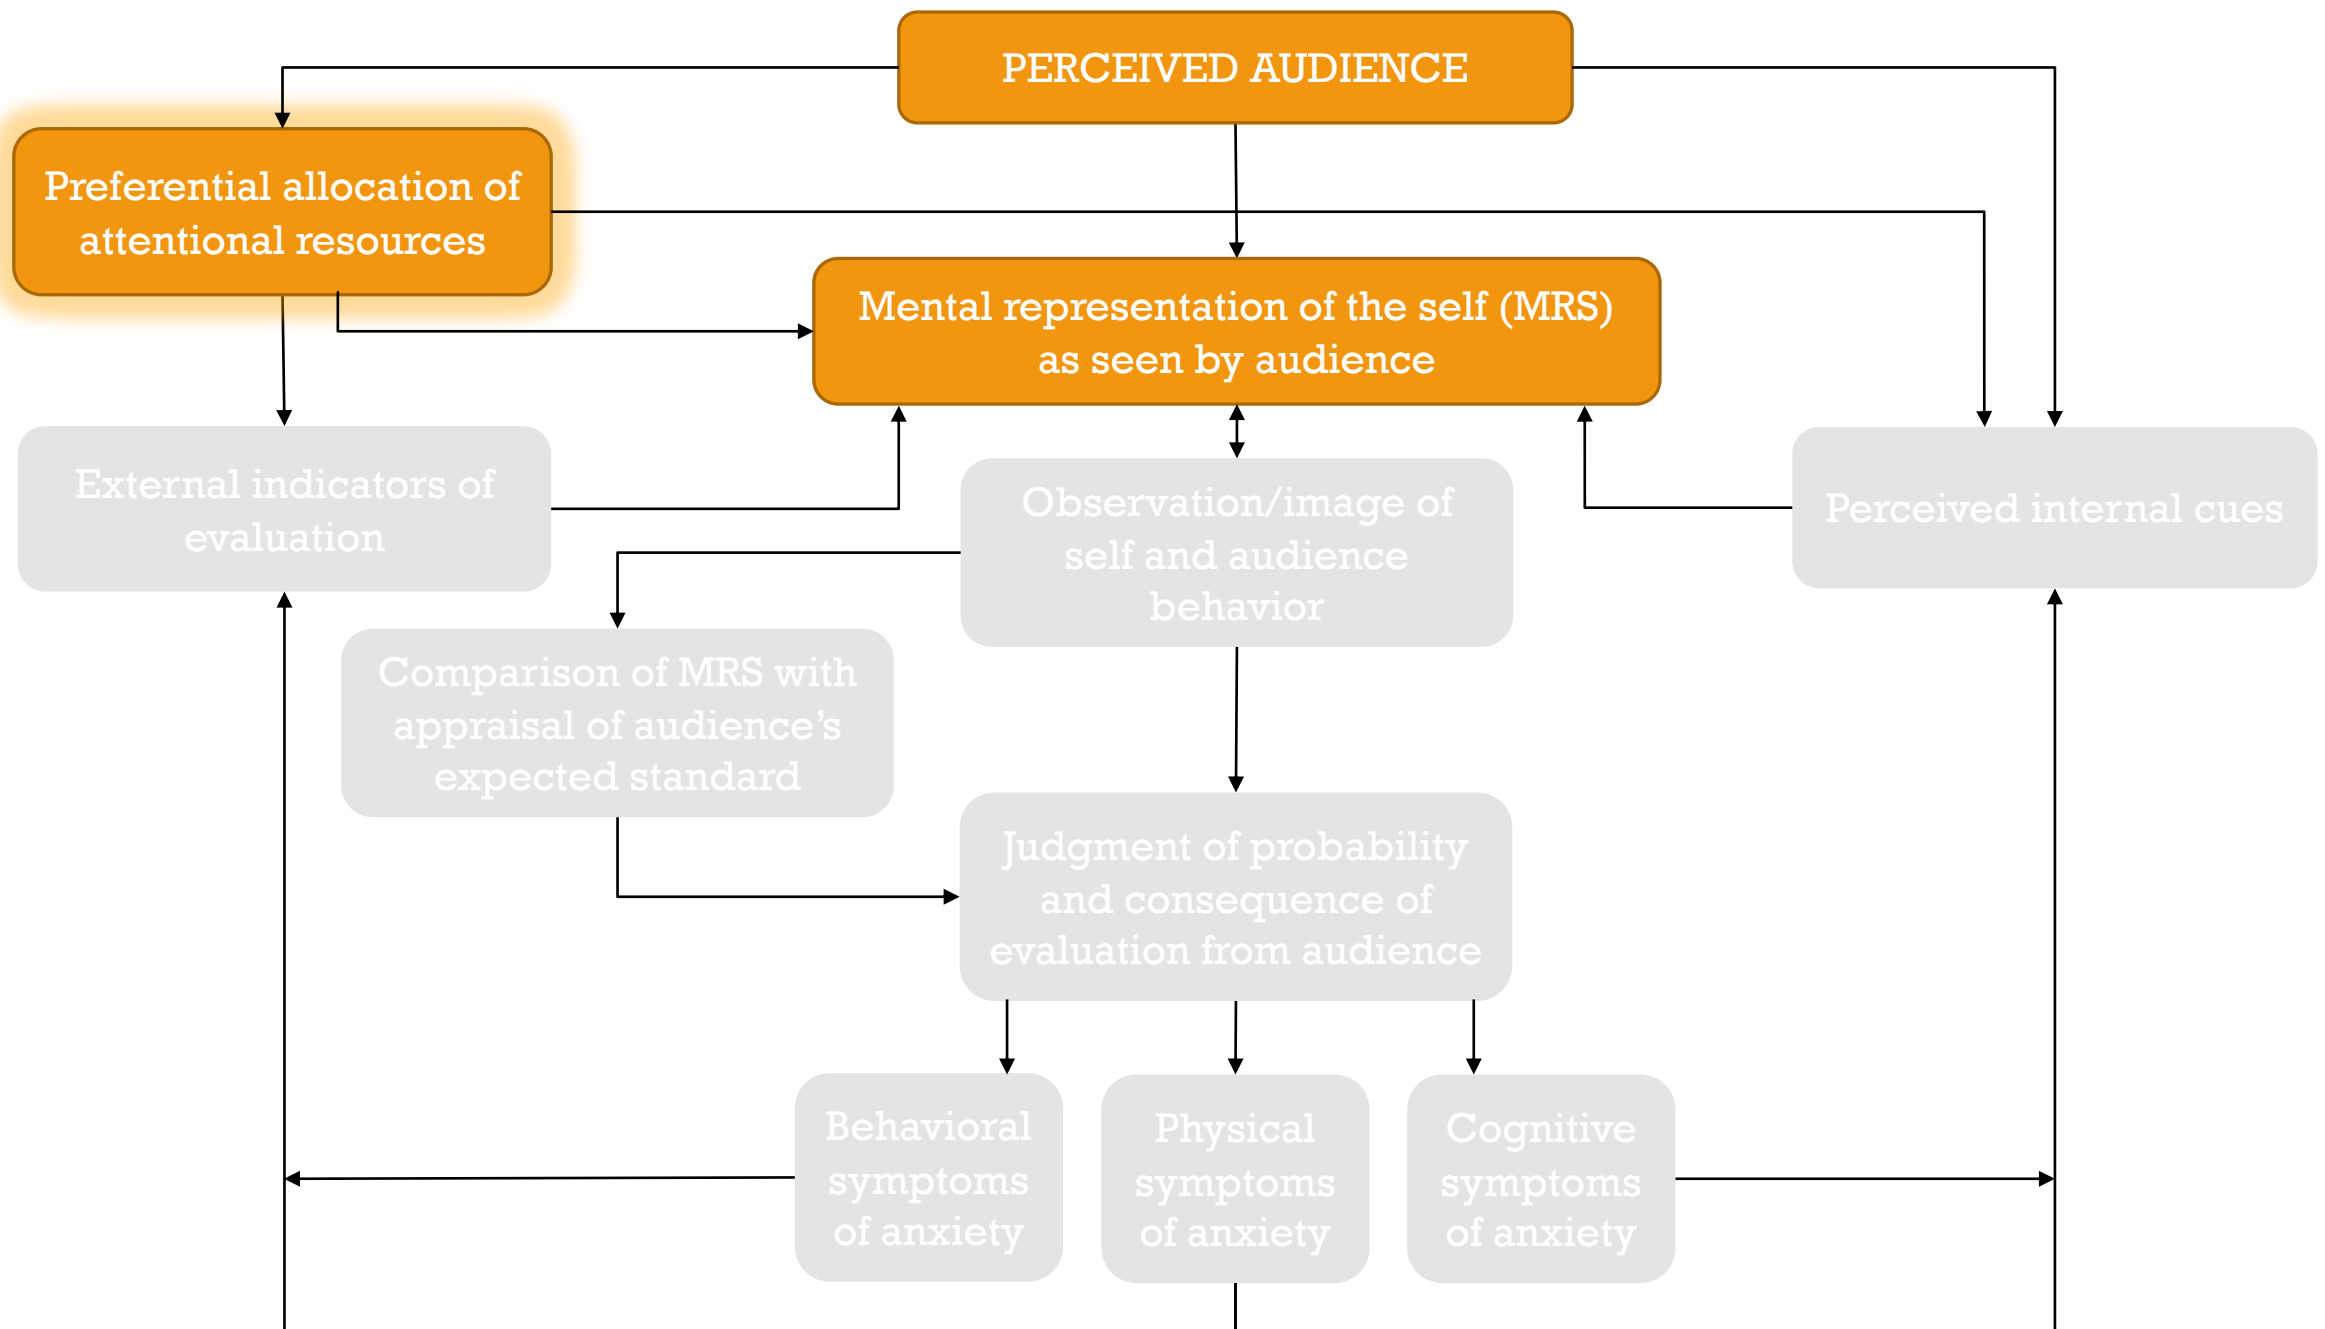 PERCEIVED AUDIENCE
Preferential allocation of
attentional resources
Mental representation of the self (MRS)
as seen by audience
External indicators of
evaluation
Observation/image of
self and audience
behavior
Perceived internal cues
Comparison of MRS with
appraisal of audience’s
expected standard
Judgment of probability
and consequence of
evaluation from audience
Behavioral
symptoms
of anxiety
Physical
symptoms
of anxiety
Cognitive
symptoms
of anxiety